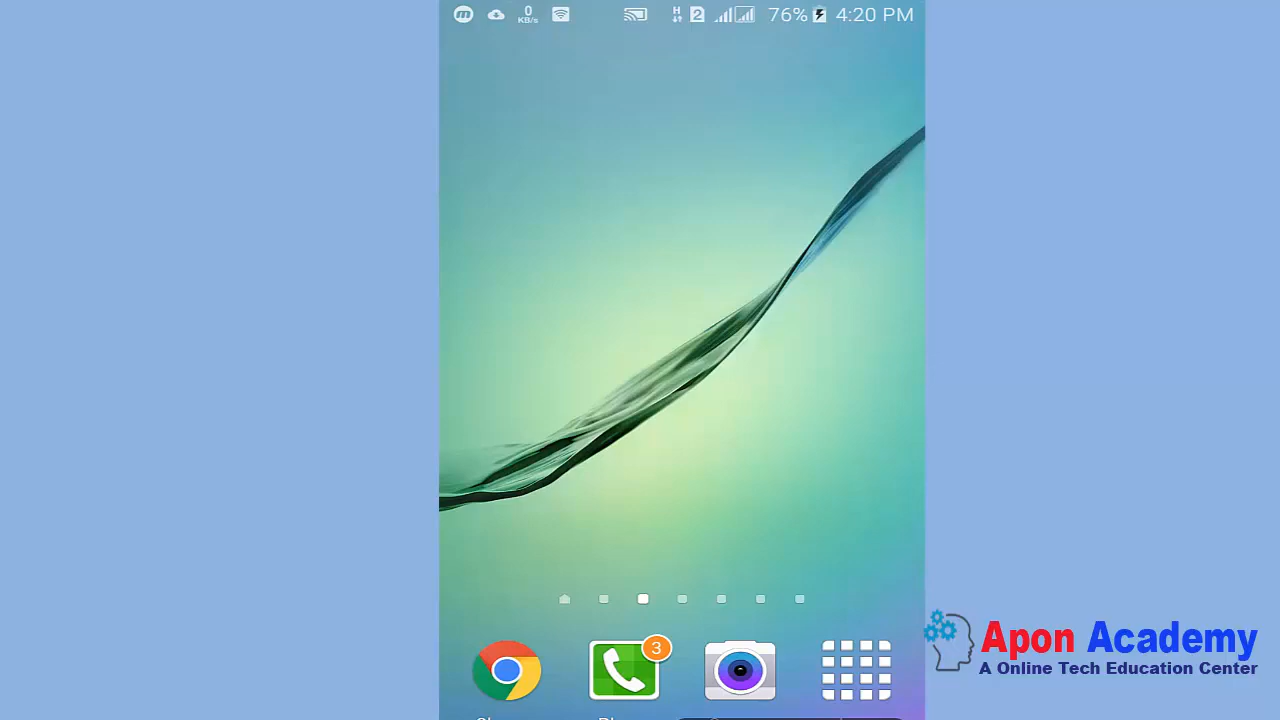 0
KB/s
H
2
76%
4:20 PM
3
Apon Academy
A Online Tech Education Center